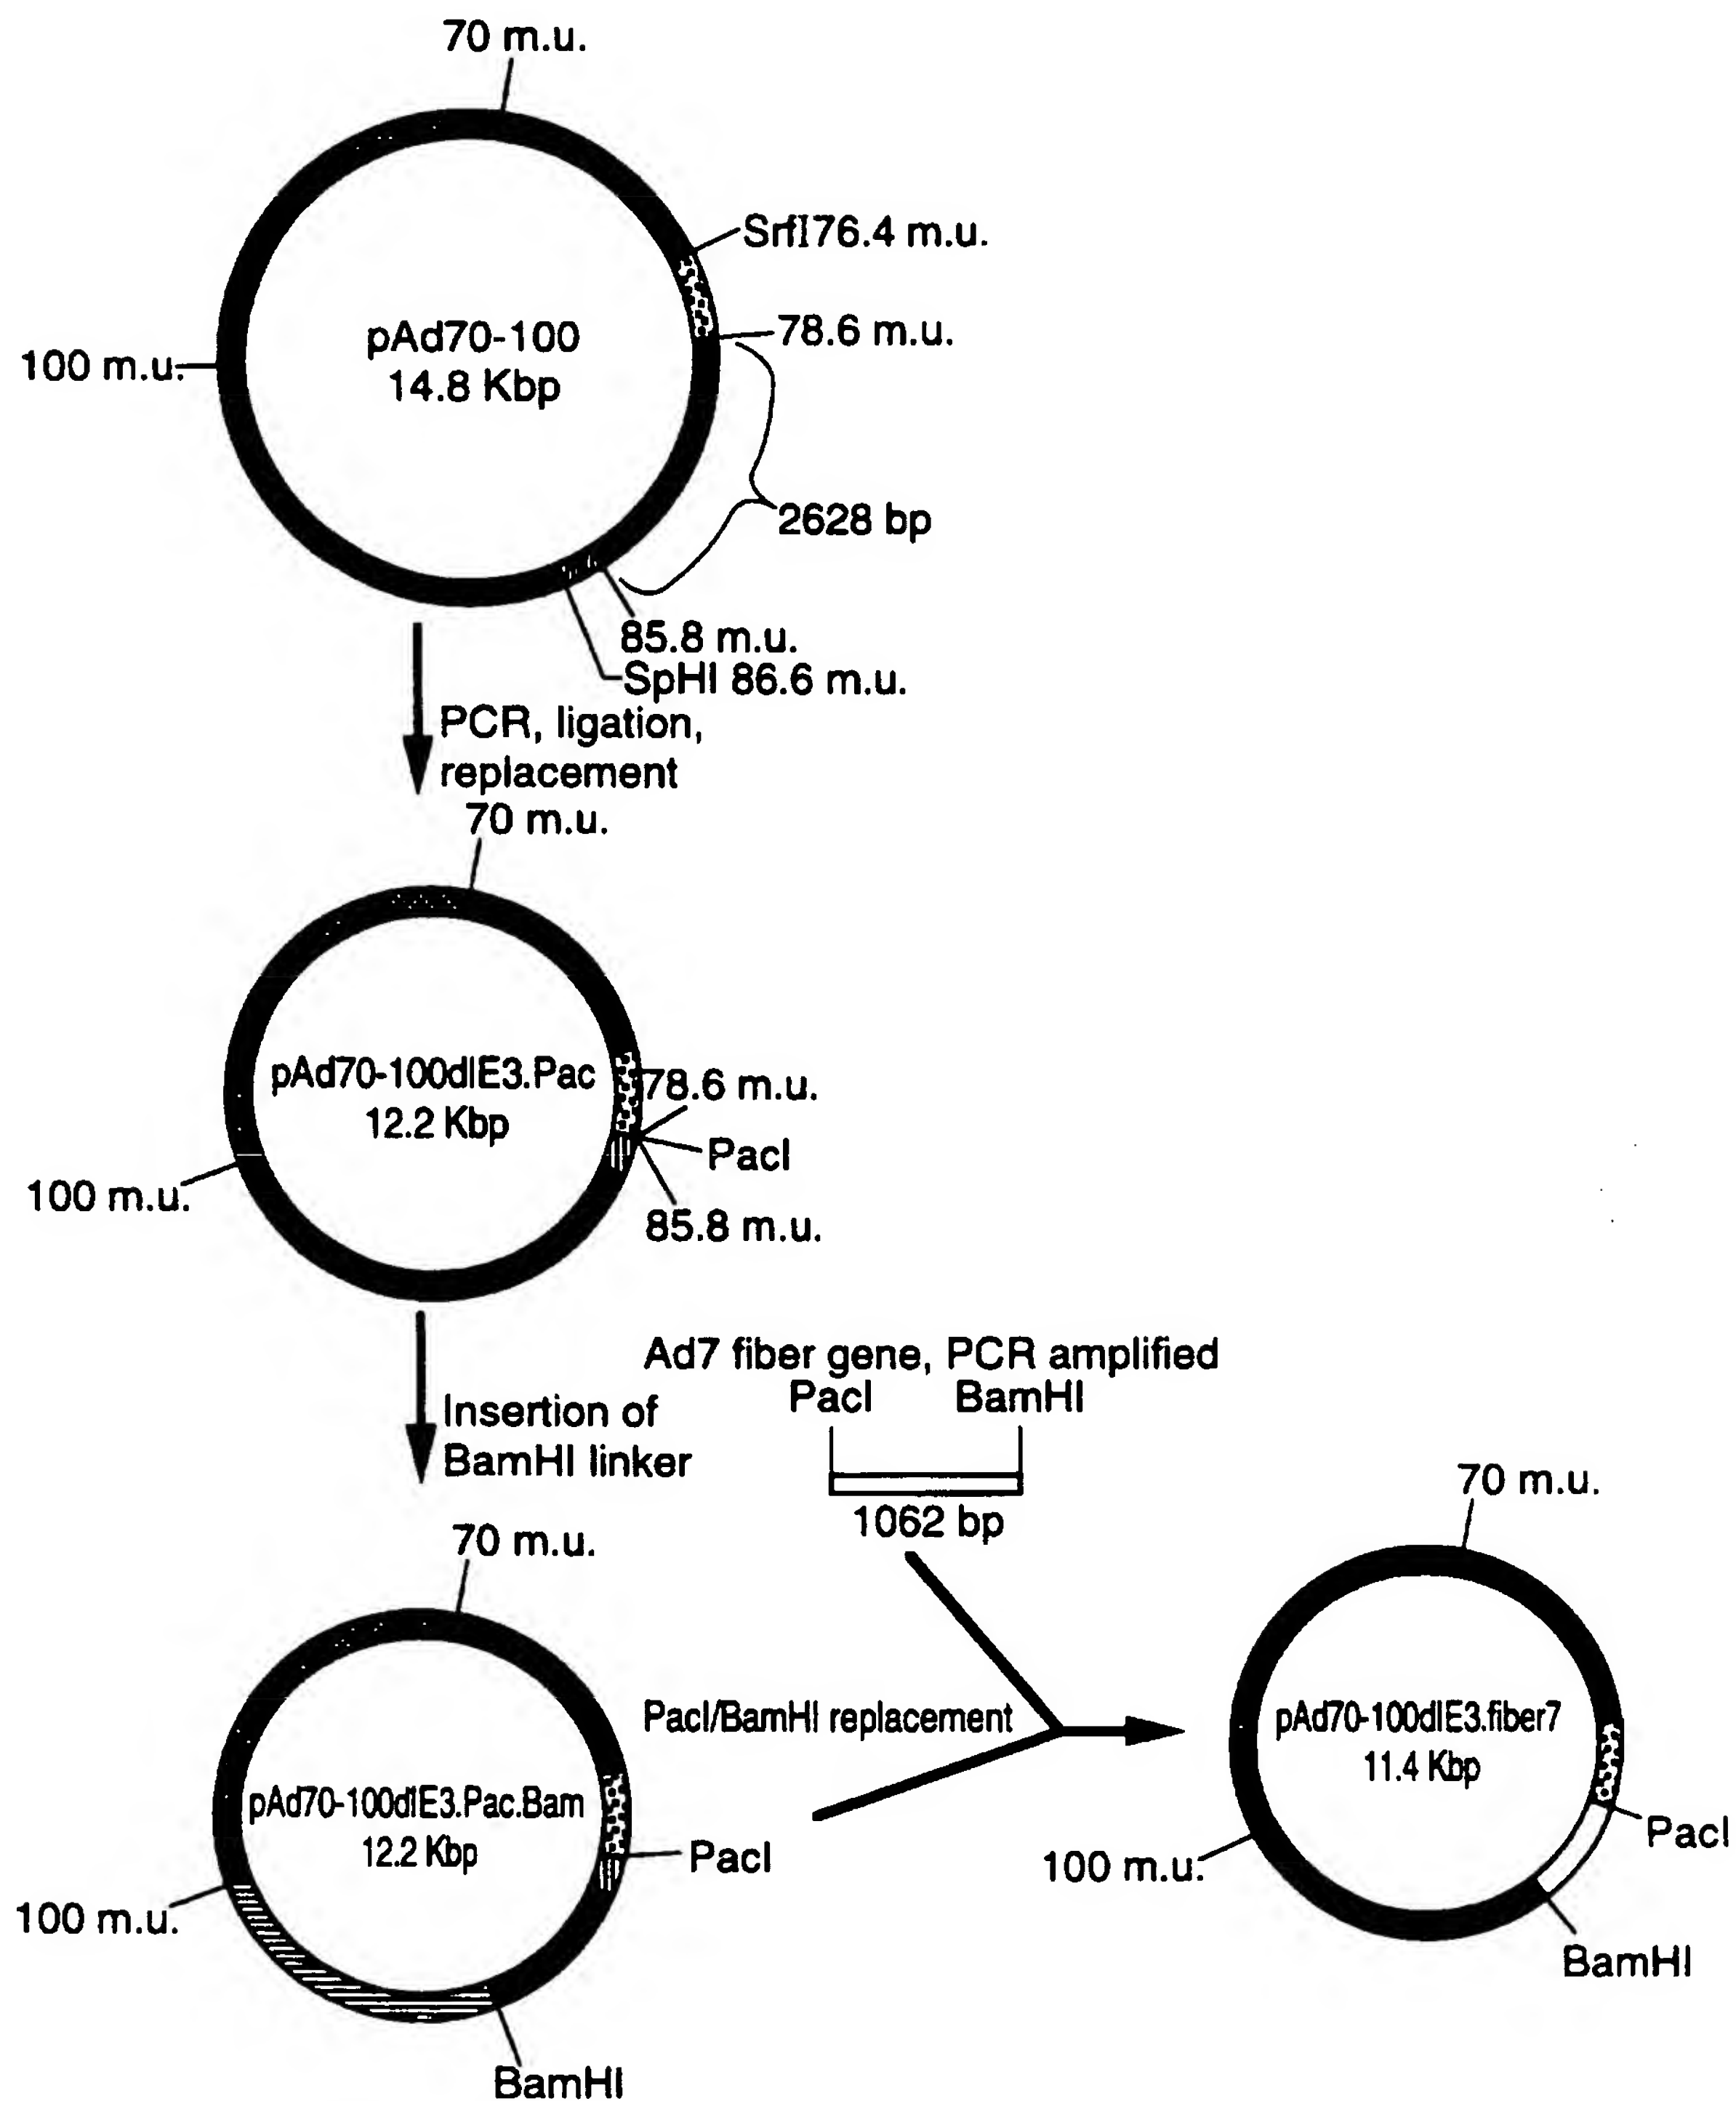 70 m.u.
SrfI76.4 m.u.
78.6 m.u.
pAd70-100
14.8 Kbp
100 m.u.
2628 bp
85.8 m.u.
SpHI 86.6 m.u.
PCR, ligation,
replacement
70 m.u.
pAd70-100dlE3.Pac
12.2 Kbp
78.6 m.u.
PacI
100 m.u.
85.8 m.u.
Insertion of
BamHI linker
Ad7 fiber gene, PCR amplified
PacI BamHI
1062 bp
70 m.u.
pAd70-100dlE3.Pac.Bam
12.2 Kbp
PacI
100 m.u.
BamHI
PacI/BamHI replacement
70 m.u.
pAd70-100dlE3.fiber7
11.4 Kbp
PacI
100 m.u.
BamHI